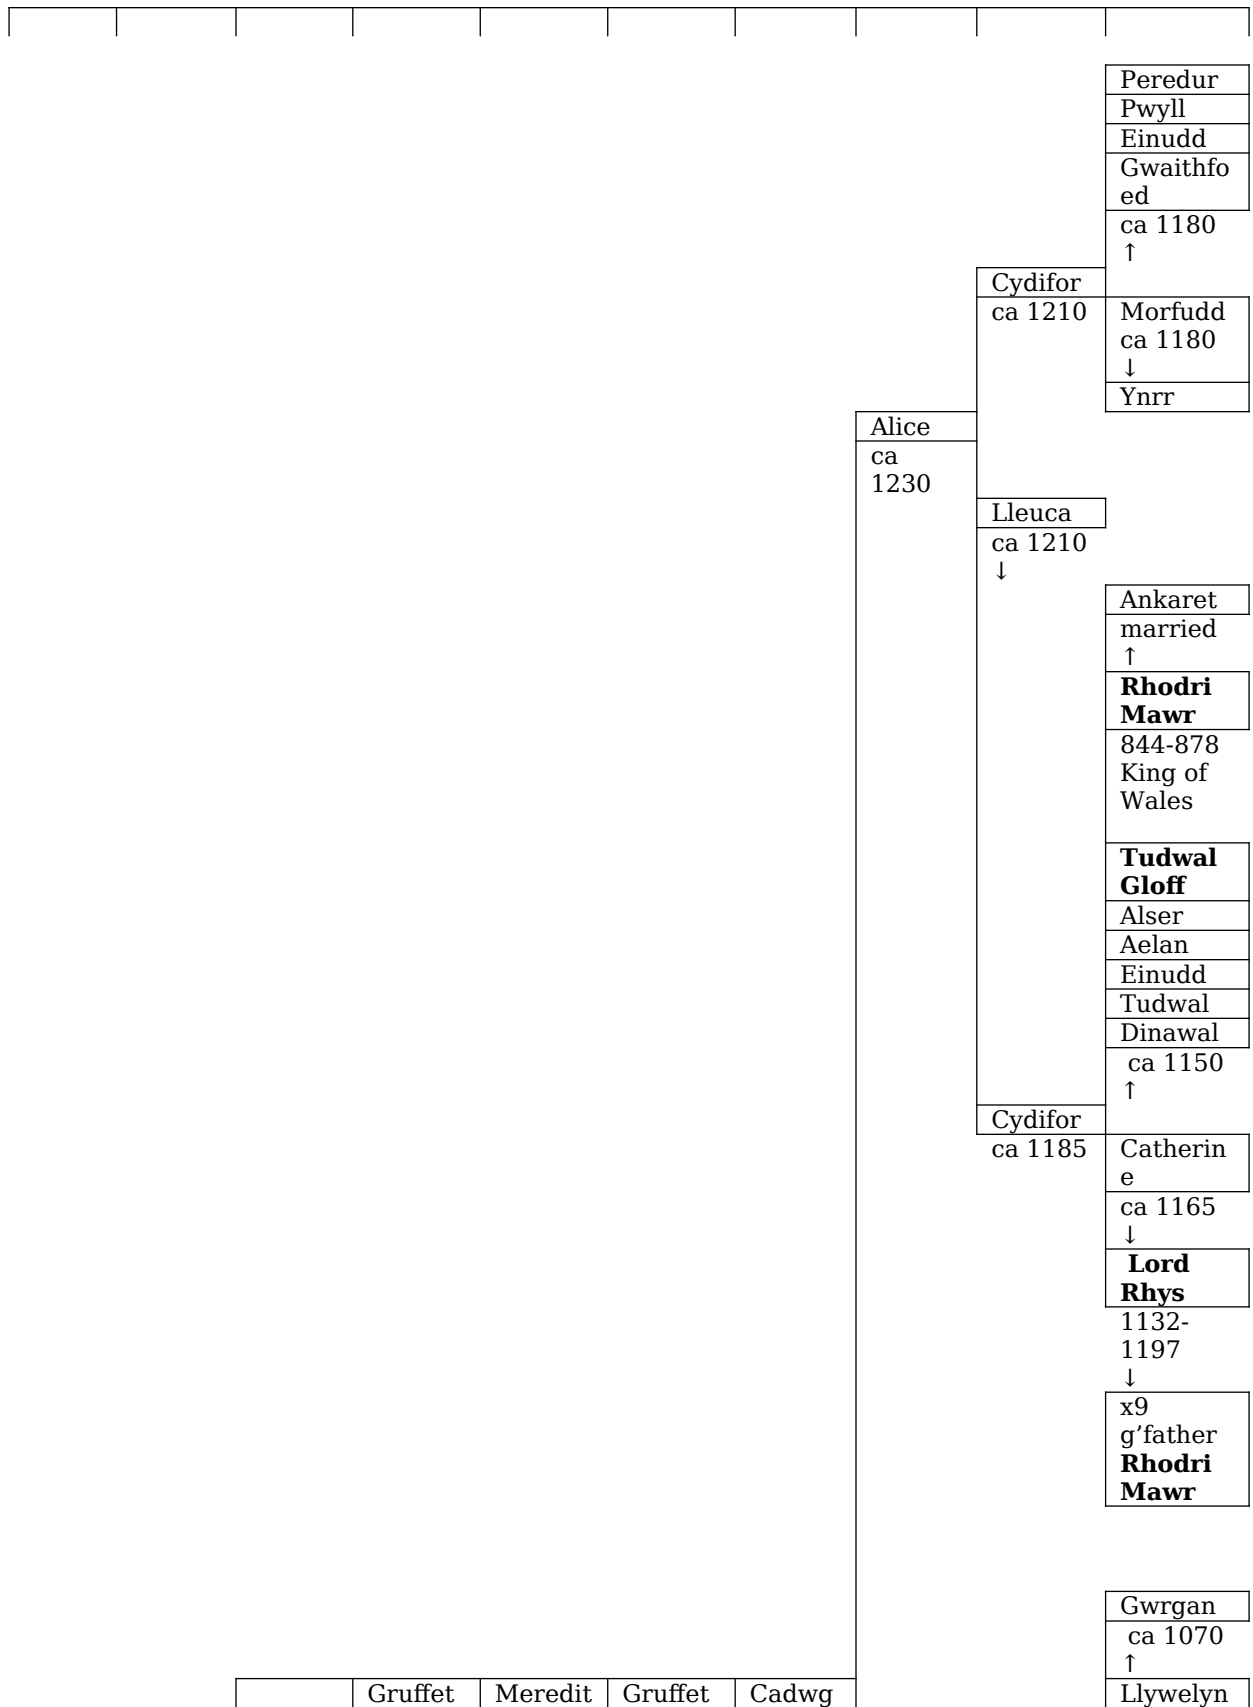 Peredur
Pwyll
Einudd
Gwaithfo
ed
ca 1180
↑
Cydifor
ca 1210
Morfudd
ca 1180
↓
Ynrr
Alice
ca
1230
Lleuca
ca 1210
↓
Ankaret
married
↑
Rhodri
Mawr
844-878
King of
Wales
Tudwal
Gloff
Alser
Aelan
Einudd
Tudwal
Dinawal
ca 1150
↑
Cydifor
ca 1185
Catherin
e
ca 1165
↓
Lord
Rhys
1132-
1197
↓
x9
g’father
Rhodri
Mawr
Gwrgan
ca 1070
↑
Gruffet Meredit Gruffet Cadwg Llywelyn